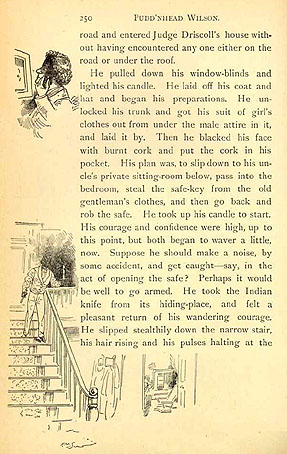 250 PUDD'NHEAD WILSON.
road and entered Judge Driscoll's house with-
out having encountered any one either on the
road or under the roof.
He pulled down his window-blinds and
lighted his candle. He laid off his coat and
hat and began his preparations. He un-
locked his trunk and got his suit of girl's
clothes out from under the male attire in it,
and laid it by. Then he blacked his face
with burnt cork and put the cork in his
pocket. His plan was, to slip down to his un-
cle's private sitting-room below, pass into the
bedroom, steal the safe-key from the old
gentleman's clothes, and then go back and
rob the safe. He took up his candle to start.
His courage and confidence were high, up to
this point, but both began to waver a little,
now. Suppose he should make a noise, by
some accident, and get caught—say, in the
act of opening the safe? Perhaps it would
be well to go armed. He took the Indian
knife from its hiding-place, and felt a
pleasant return of his wandering courage.
He slipped stealthily down the narrow stair,
his hair rising and his pulses halting at the